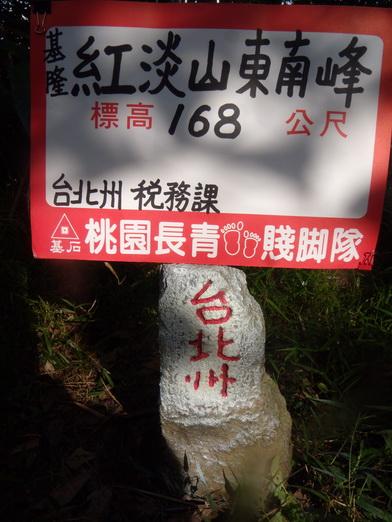 基隆
紅淡山東南峰
標高 168 公尺
台北州 稅務課
基石 桃園長青 賤脚隊
台北州